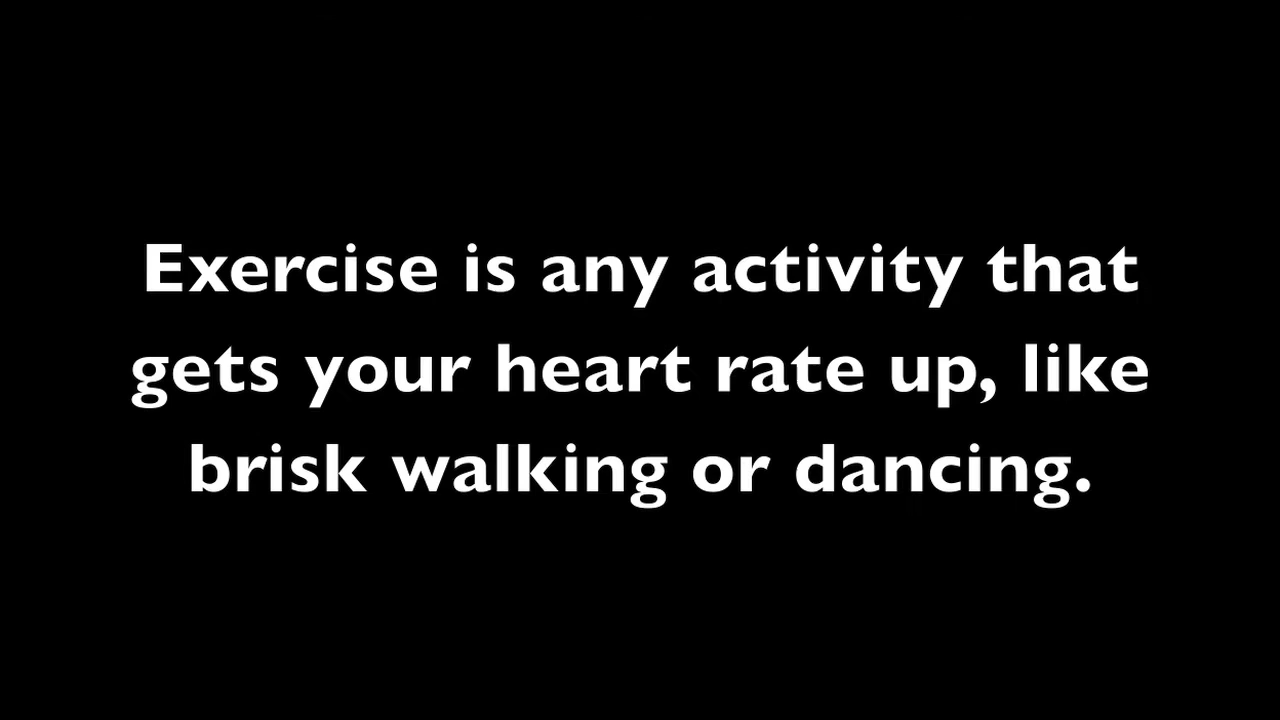 Exercise is any activity that
gets your heart rate up, like
brisk walking or dancing.